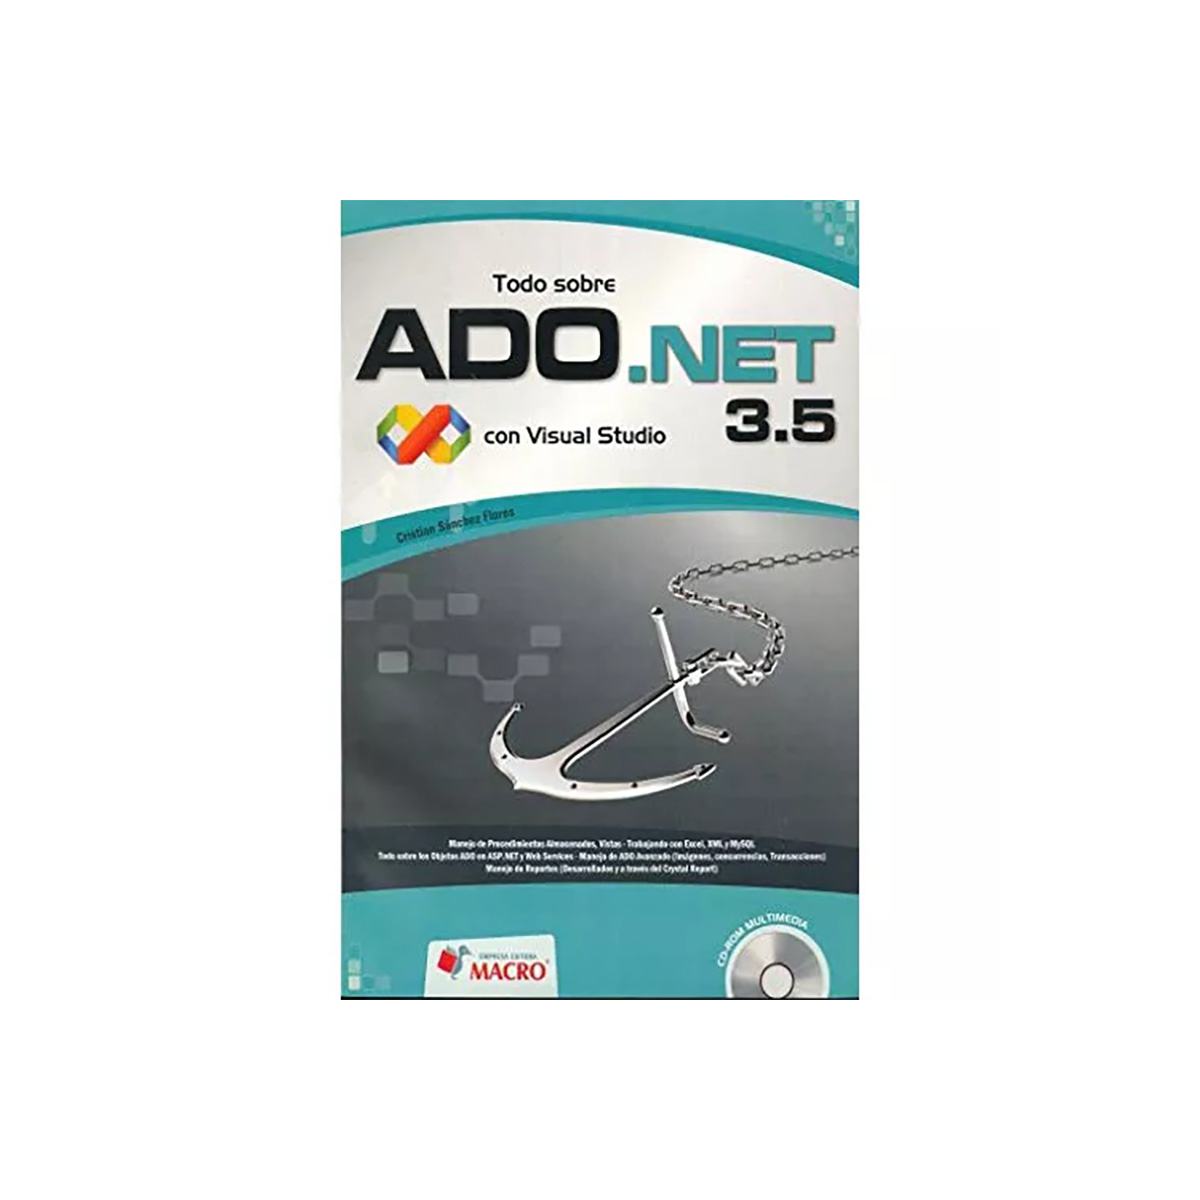 Todo sobre
ADO.NET
3.5
con Visual Studio
Cristian Sánchez Flores
Manejo de Procedimientos Almacenados, Vistas - Trabajando con Excel, XML y MySQL
Todo sobre los Objetos ADO en ASP.NET y Web Services - Manejo de ADO Avanzado (Imágenes, concurrencias, Transacciones)
Manejo de Reportes (Desarrollados y a través del Crystal Report)
EMPRESA EDITORA
MACRO®
CD-ROM MULTIMEDIA